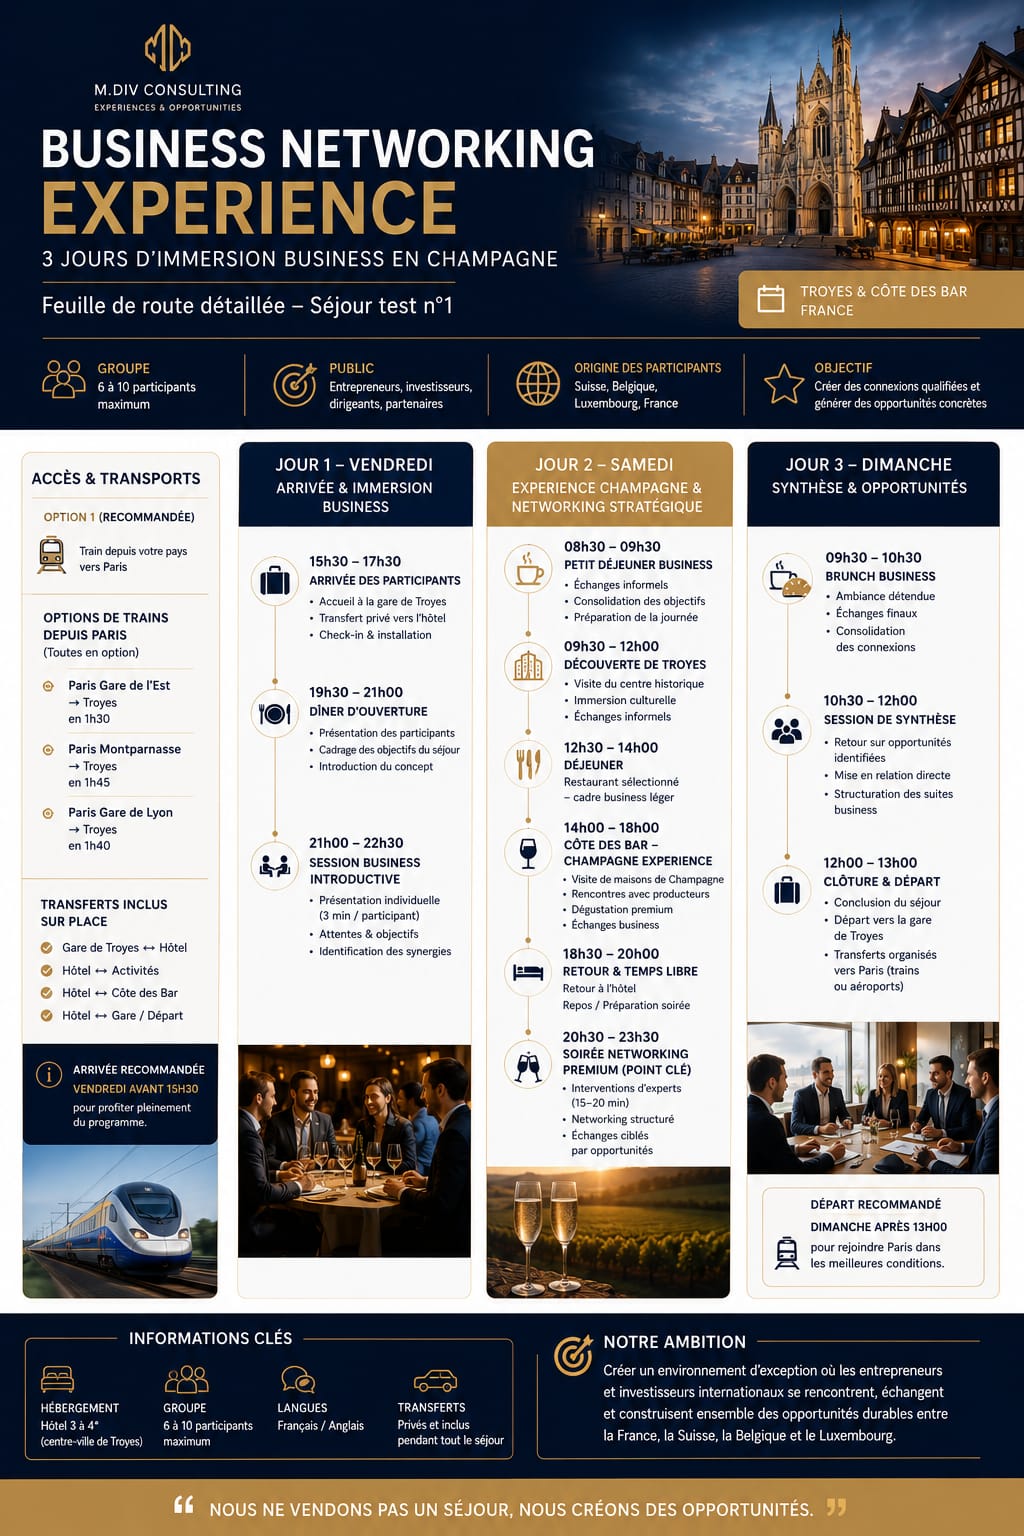 M.DIV CONSULTING
EXPERIENCES & OPPORTUNITIES
BUSINESS NETWORKING
EXPERIENCE
3 JOURS D'IMMERSION BUSINESS EN CHAMPAGNE
Feuille de route détaillée – Séjour test n°1
TROYES & CÔTE DES BAR
FRANCE
GROUPE
6 à 10 participants
maximum
PUBLIC
Entrepreneurs, investisseurs,
dirigeants, partenaires
ORIGINE DES PARTICIPANTS
Suisse, Belgique,
Luxembourg, France
OBJECTIF
Créer des connexions qualifiées et
générer des opportunités concrètes
ACCÈS & TRANSPORTS
OPTION 1 (RECOMMANDÉE)
Train depuis votre pays
vers Paris
OPTIONS DE TRAINS
DEPUIS PARIS
(Toutes en option)
Paris Gare de l'Est
→ Troyes
en 1h30
Paris Montparnasse
→ Troyes
en 1h45
Paris Gare de Lyon
→ Troyes
en 1h40
TRANSFERTS INCLUS
SUR PLACE
Gare de Troyes ↔ Hôtel
Hôtel ↔ Activités
Hôtel ↔ Côte des Bar
Hôtel ↔ Gare / Départ
ARRIVÉE RECOMMANDÉE
VENDREDI AVANT 15H30
pour profiter pleinement
du programme.
JOUR 1 – VENDREDI
ARRIVÉE & IMMERSION
BUSINESS
15h30 – 17h30
ARRIVÉE DES PARTICIPANTS
• Accueil à la gare de Troyes
• Transfert privé vers l'hôtel
• Check-in & installation
19h30 – 21h00
DÎNER D'OUVERTURE
• Présentation des participants
• Cadrage des objectifs du séjour
• Introduction du concept
21h00 – 22h30
SESSION BUSINESS
INTRODUCTIVE
• Présentation individuelle
(3 min / participant)
• Attentes & objectifs
• Identification des synergies
JOUR 2 – SAMEDI
EXPERIENCE CHAMPAGNE &
NETWORKING STRATÉGIQUE
08h30 – 09h30
PETIT DÉJEUNER BUSINESS
• Échanges informels
• Consolidation des objectifs
• Préparation de la journée
09h30 – 12h00
DÉCOUVERTE DE TROYES
• Visite du centre historique
• Immersion culturelle
• Échanges informels
12h30 – 14h00
DÉJEUNER
Restaurant sélectionné
– cadre business léger
14h00 – 18h00
CÔTE DES BAR –
CHAMPAGNE EXPERIENCE
• Visite de maisons de Champagne
• Rencontres avec producteurs
• Dégustation premium
• Échanges business
18h30 – 20h00
RETOUR & TEMPS LIBRE
Retour à l'hôtel
Repos / Préparation soirée
20h30 – 23h30
SOIRÉE NETWORKING
PREMIUM (POINT CLÉ)
• Interventions d'experts
(15–20 min)
• Networking structuré
• Échanges ciblés
par opportunités
JOUR 3 – DIMANCHE
SYNTHÈSE & OPPORTUNITÉS
09h30 – 10h30
BRUNCH BUSINESS
• Ambiance détendue
• Échanges finaux
• Consolidation
des connexions
10h30 – 12h00
SESSION DE SYNTHÈSE
• Retour sur opportunités
identifiées
• Mise en relation directe
• Structuration des suites
business
12h00 – 13h00
CLÔTURE & DÉPART
• Conclusion du séjour
• Départ vers la gare
de Troyes
• Transferts organisés
vers Paris (trains
ou aéroports)
DÉPART RECOMMANDÉ
DIMANCHE APRÈS 13H00
pour rejoindre Paris dans
les meilleures conditions.
INFORMATIONS CLÉS
HÉBERGEMENT
Hôtel 3 à 4*
(centre-ville de Troyes)
GROUPE
6 à 10 participants
maximum
LANGUES
Français / Anglais
TRANSFERTS
Privés et inclus
pendant tout le séjour
NOTRE AMBITION
Créer un environnement d'exception où les entrepreneurs
et investisseurs internationaux se rencontrent, échangent
et construisent ensemble des opportunités durables entre
la France, la Suisse, la Belgique et le Luxembourg.
“ NOUS NE VENDONS PAS UN SÉJOUR, NOUS CRÉONS DES OPPORTUNITÉS. ”